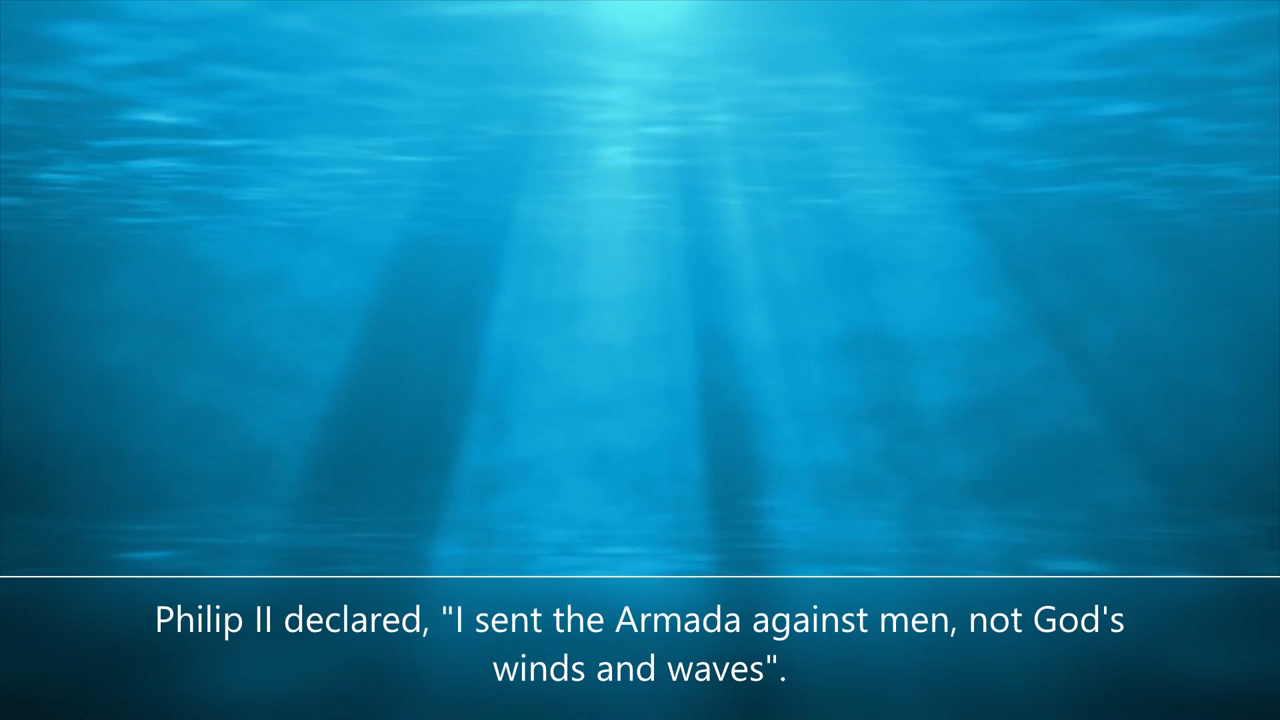 Philip II declared, "I sent the Armada against men, not God's
winds and waves".